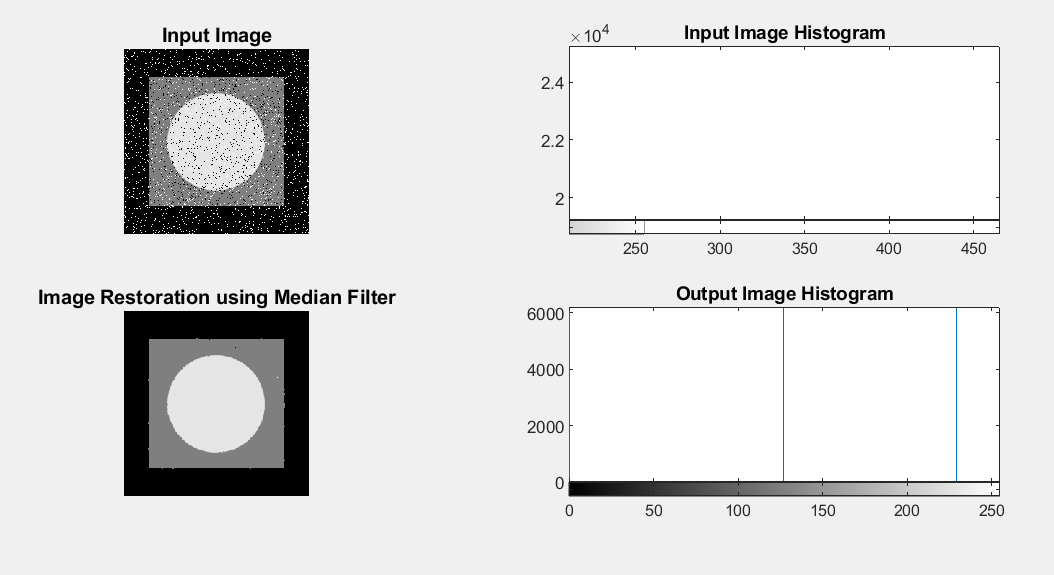 Input Image
Input Image Histogram
×10^4
2.4
2.2
2
250 300 350 400 450
Image Restoration using Median Filter
Output Image Histogram
6000
4000
2000
0
0 50 100 150 200 250